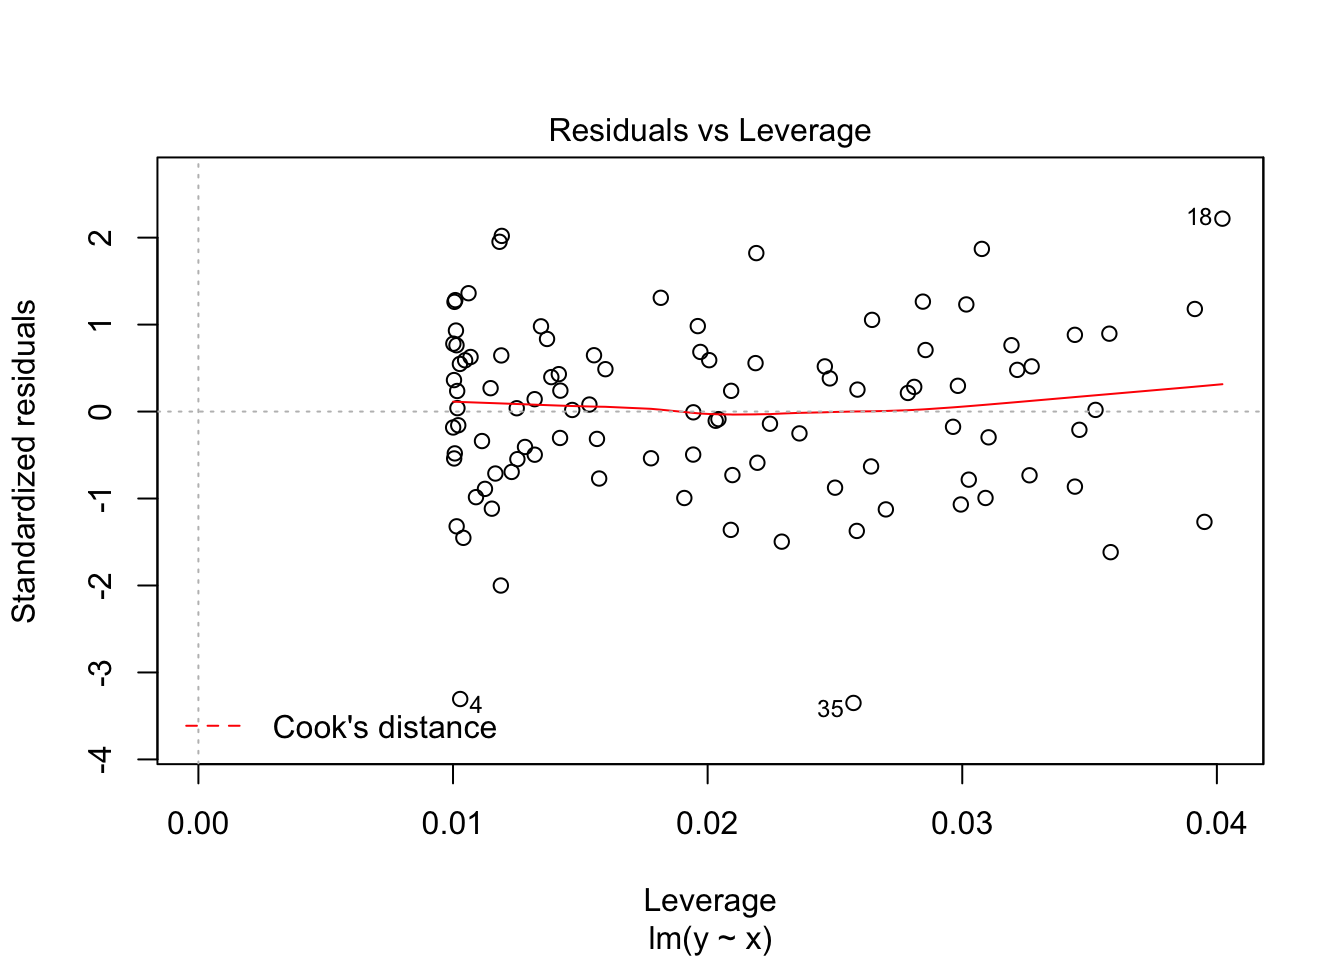 Residuals vs Leverage
Standardized residuals
2
1
0
-1
-2
-3
-4
18
4
35
Cook's distance
0.00 0.01 0.02 0.03 0.04
Leverage
lm(y ~ x)